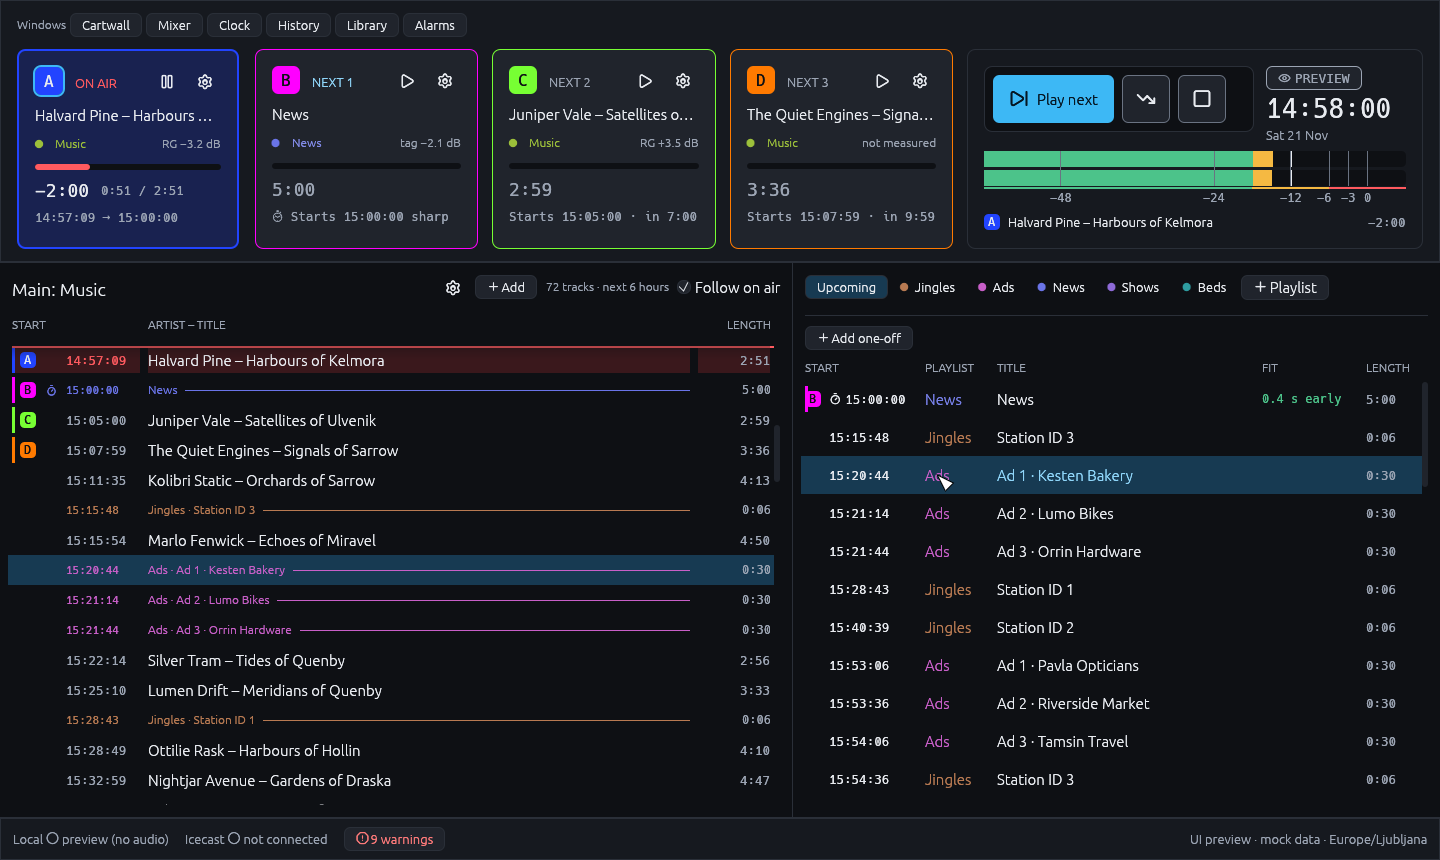 Windows Cartwall Mixer Clock History Library Alarms
A ON AIR
Halvard Pine – Harbours ...
Music RG −3.2 dB
−2:00 0:51 / 2:51
14:57:09 → 15:00:00
B NEXT 1
News
News tag −2.1 dB
5:00
Starts 15:00:00 sharp
C NEXT 2
Juniper Vale – Satellites o...
Music RG +3.5 dB
2:59
Starts 15:05:00 · in 7:00
D NEXT 3
The Quiet Engines – Signa...
Music not measured
3:36
Starts 15:07:59 · in 9:59
Play next
PREVIEW
14:58:00
Sat 21 Nov
−48 −24 −12 −6 −3 0
A Halvard Pine – Harbours of Kelmora −2:00
Main: Music + Add 72 tracks · next 6 hours Follow on air
START ARTIST – TITLE LENGTH
A 14:57:09 Halvard Pine – Harbours of Kelmora 2:51
B 15:00:00 News 5:00
C 15:05:00 Juniper Vale – Satellites of Ulvenik 2:59
D 15:07:59 The Quiet Engines – Signals of Sarrow 3:36
15:11:35 Kolibri Static – Orchards of Sarrow 4:13
15:15:48 Jingles · Station ID 3 0:06
15:15:54 Marlo Fenwick – Echoes of Miravel 4:50
15:20:44 Ads · Ad 1 · Kesten Bakery 0:30
15:21:14 Ads · Ad 2 · Lumo Bikes 0:30
15:21:44 Ads · Ad 3 · Orrin Hardware 0:30
15:22:14 Silver Tram – Tides of Quenby 2:56
15:25:10 Lumen Drift – Meridians of Quenby 3:33
15:28:43 Jingles · Station ID 1 0:06
15:28:49 Ottilie Rask – Harbours of Hollin 4:10
15:32:59 Nightjar Avenue – Gardens of Draska 4:47
Upcoming Jingles Ads News Shows Beds + Playlist
+ Add one-off
START PLAYLIST TITLE FIT LENGTH
B 15:00:00 News News 0.4 s early 5:00
15:15:48 Jingles Station ID 3 0:06
15:20:44 Ads Ad 1 · Kesten Bakery 0:30
15:21:14 Ads Ad 2 · Lumo Bikes 0:30
15:21:44 Ads Ad 3 · Orrin Hardware 0:30
15:28:43 Jingles Station ID 1 0:06
15:40:39 Jingles Station ID 2 0:06
15:53:06 Ads Ad 1 · Pavla Opticians 0:30
15:53:36 Ads Ad 2 · Riverside Market 0:30
15:54:06 Ads Ad 3 · Tamsin Travel 0:30
15:54:36 Jingles Station ID 3 0:06
Local preview (no audio) Icecast not connected 9 warnings UI preview · mock data · Europe/Ljubljana